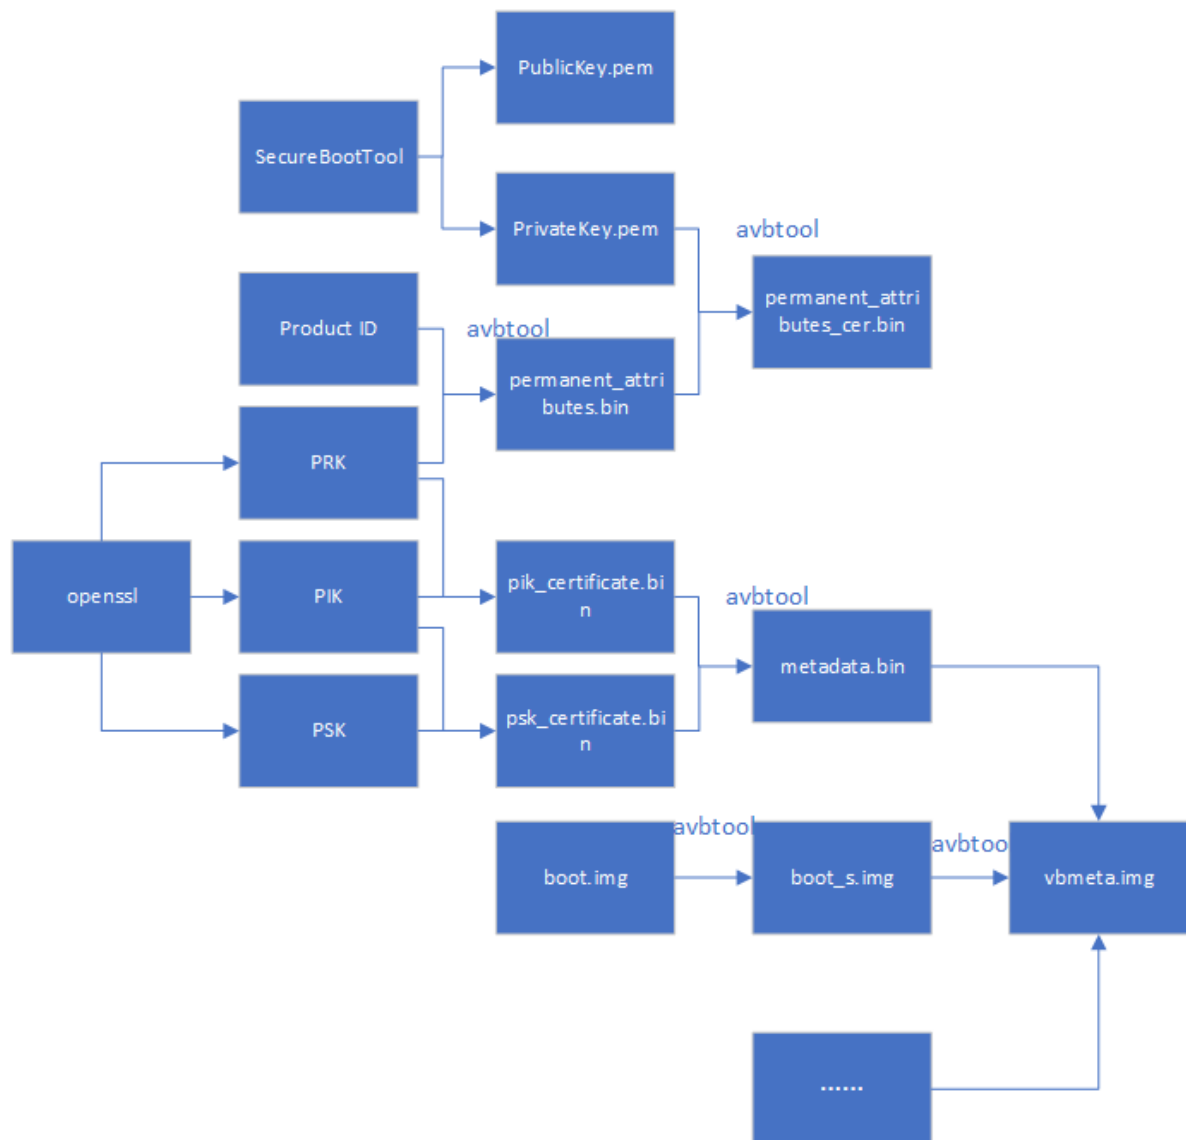 PublicKey.pem
SecureBootTool
PrivateKey.pem
avbtool
permanent_attri
butes_cer.bin
Product ID
avbtool
permanent_attri
butes.bin
PRK
openssl
PIK
pik_certificate.bi
n
avbtool
metadata.bin
PSK
psk_certificate.bi
n
avbtool
boot.img
boot_s.img
avbtoo
vbmeta.img
......